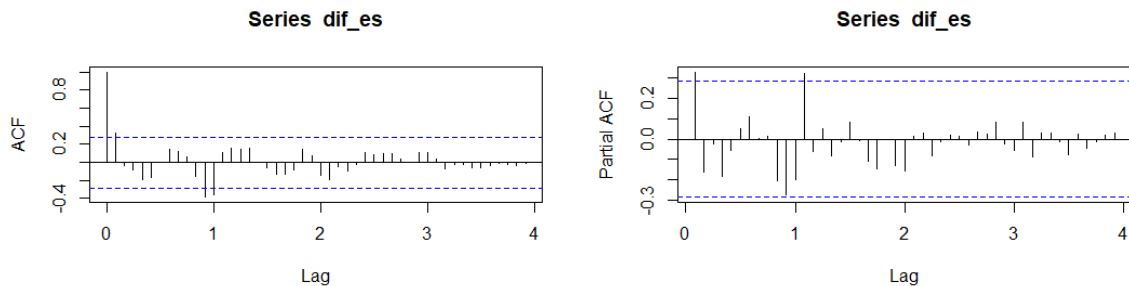 Series dif_es
ACF
0.8
0.2
-0.4
0 1 2 3 4
Lag
Series dif_es
Partial ACF
0.2
0.0
-0.3
0 1 2 3 4
Lag